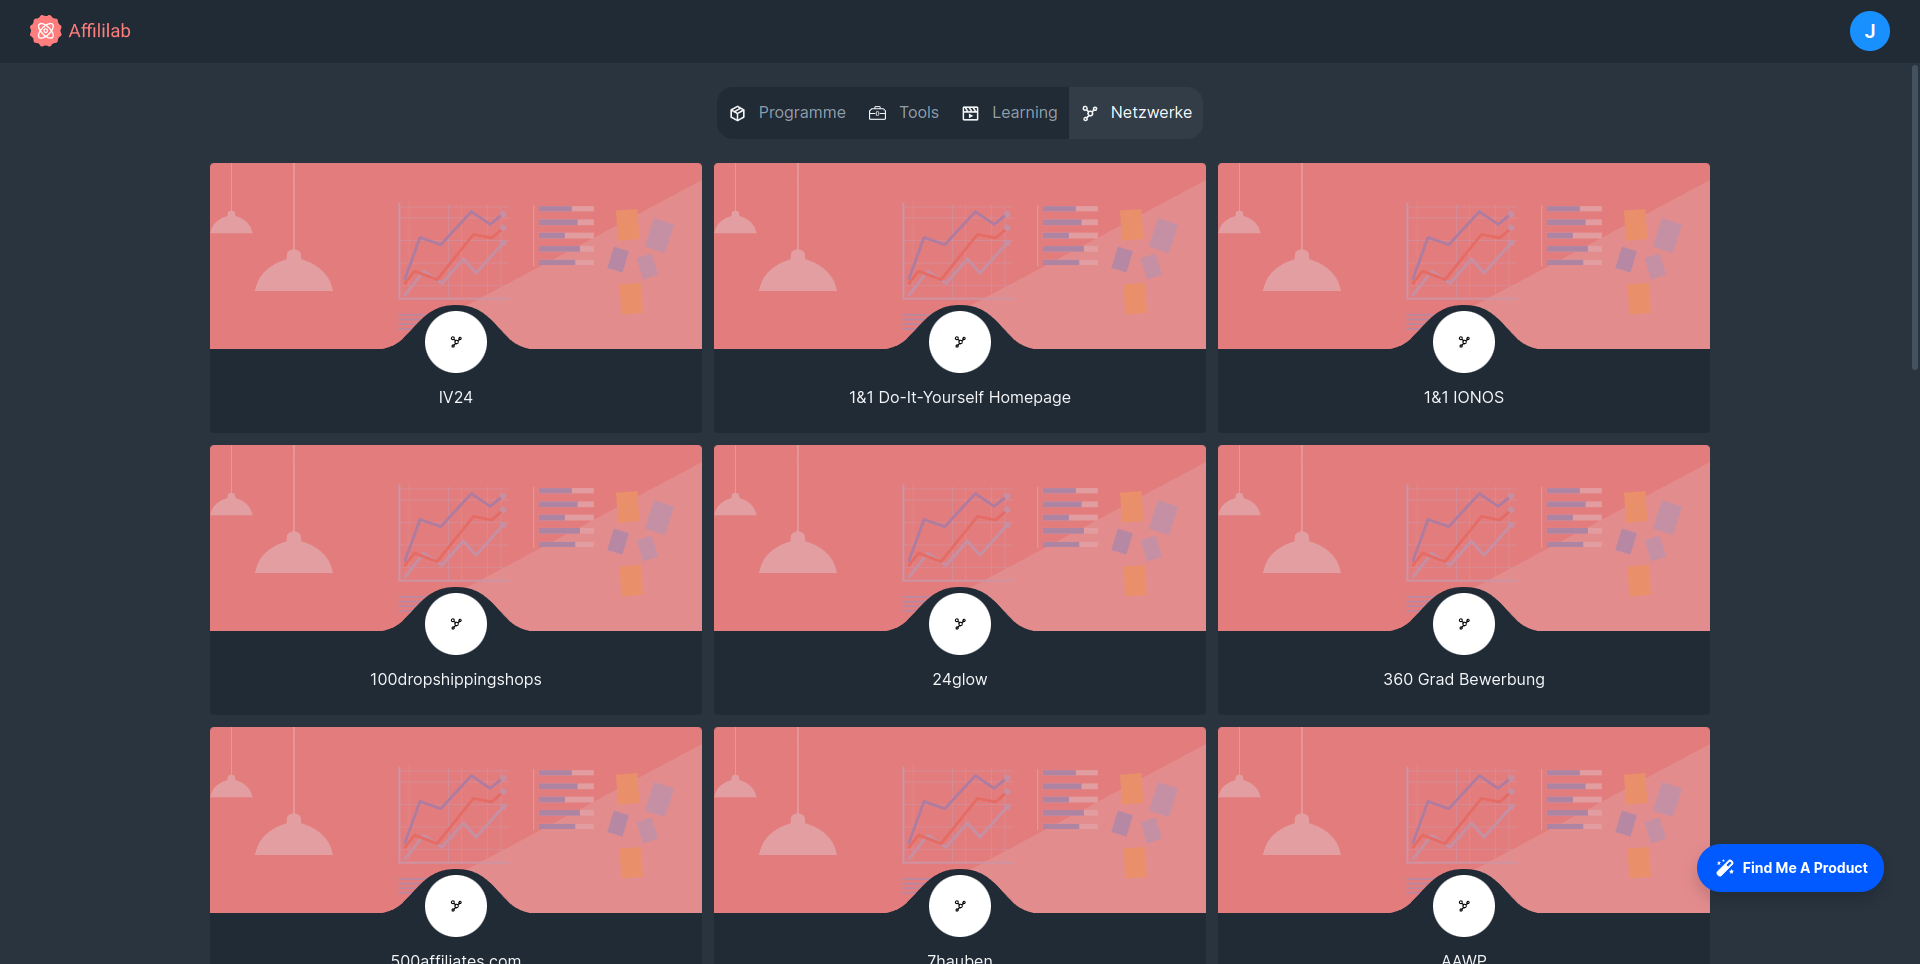 Affililab
J
Programme
Tools
Learning
Netzwerke
IV24
1&1 Do-It-Yourself Homepage
1&1 IONOS
100dropshippingshops
24glow
360 Grad Bewerbung
500affiliates.com
7hauben
AAWP
Find Me A Product